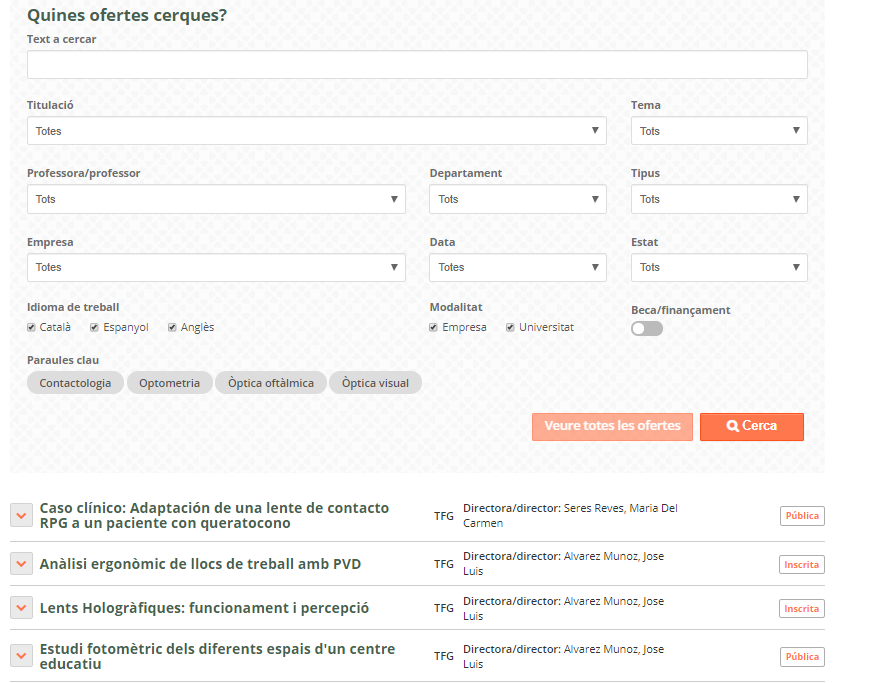 Quines ofertes cerques?
Text a cercar
Titulació
Tema
Totes
Tots
Professora/professor
Departament
Tipus
Tots
Tots
Tots
Empresa
Data
Estat
Totes
Totes
Tots
Idioma de treball
Modalitat
Beca/finançament
Català
Espanyol
Anglès
Empresa
Universitat
Paraules clau
Contactologia
Optometria
Òptica oftàlmica
Òptica visual
Veure totes les ofertes
Cerca
Caso clínico: Adaptación de una lente de contacto
RPG a un paciente con queratocono
TFG
Directora/director: Seres Reves, Maria Del
Carmen
Pública
Anàlisi ergonòmic de llocs de treball amb PVD
TFG
Directora/director: Alvarez Munoz, Jose
Luis
Inscrita
Lents Hologràfiques: funcionament i percepció
TFG
Directora/director: Alvarez Munoz, Jose
Luis
Inscrita
Estudi fotomètric dels diferents espais d'un centre
educatiu
TFG
Directora/director: Alvarez Munoz, Jose
Luis
Pública